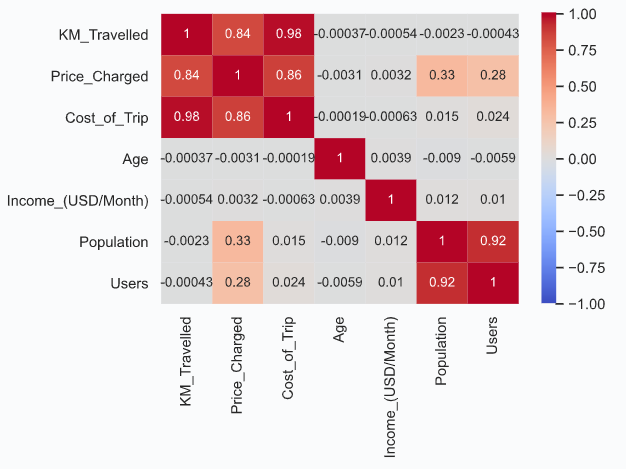 KM_Travelled 1 0.84 0.98 -0.00037 -0.00054 -0.0023 -0.00043
Price_Charged 0.84 1 0.86 -0.0031 0.0032 0.33 0.28
Cost_of_Trip 0.98 0.86 1 -0.00019 -0.00063 0.015 0.024
Age -0.00037 -0.0031 -0.00019 1 0.0039 -0.009 -0.0059
Income_(USD/Month) -0.00054 0.0032 -0.00063 0.0039 1 0.012 0.01
Population -0.0023 0.33 0.015 -0.009 0.012 1 0.92
Users -0.00043 0.28 0.024 -0.0059 0.01 0.92 1
KM_Travelled
Price_Charged
Cost_of_Trip
Age
Income_(USD/Month)
Population
Users
1.00
0.75
0.50
0.25
0.00
−0.25
−0.50
−0.75
−1.00